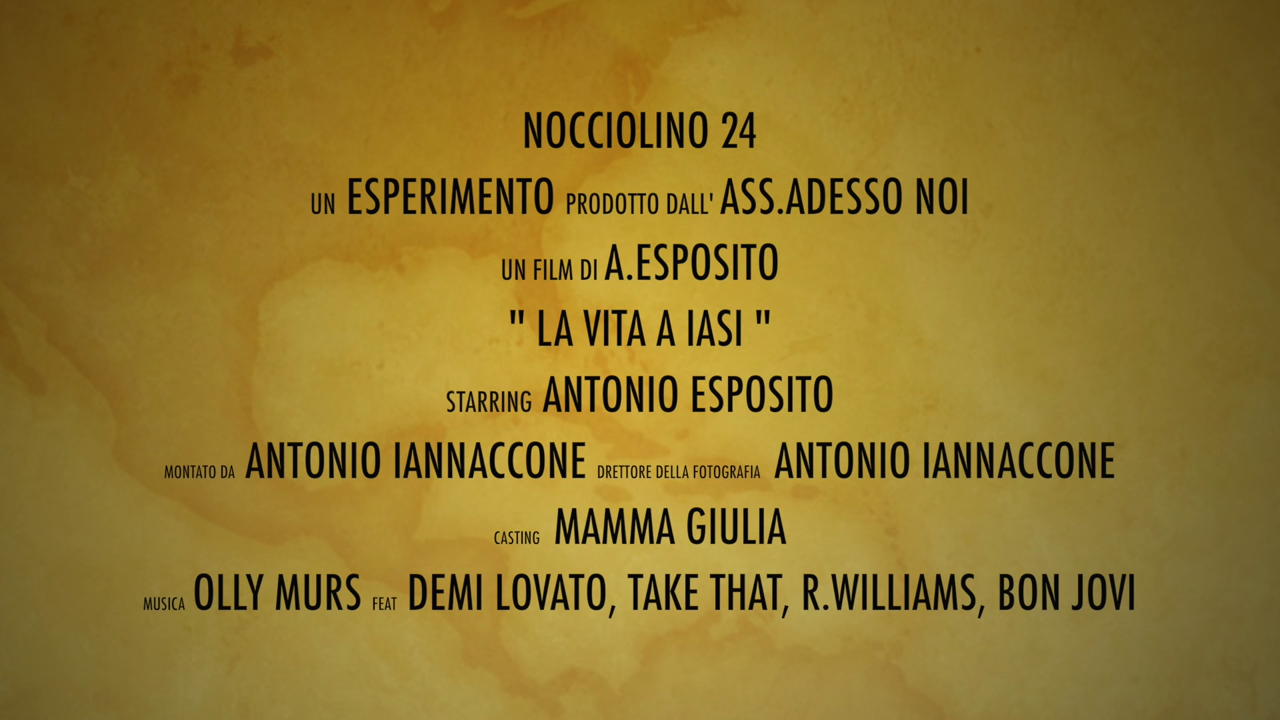 NOCCIOLINO 24
UN ESPERIMENTO PRODOTTO DALL' ASS.ADESSO NOI
UN FILM DI A.ESPOSITO
" LA VITA A IASI "
STARRING ANTONIO ESPOSITO
MONTATO DA ANTONIO IANNACCONE DRETTORE DELLA FOTOGRAFIA ANTONIO IANNACCONE
CASTING MAMMA GIULIA
MUSICA OLLY MURS FEAT DEMI LOVATO, TAKE THAT, R.WILLIAMS, BON JOVI